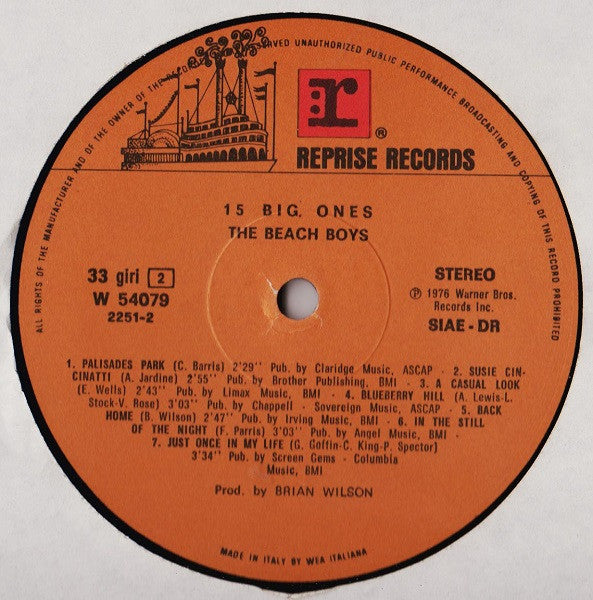 ALL RIGHTS OF THE MANUFACTURER AND OF THE OWNER OF THE RECORDED
RESERVED UNAUTHORIZED PUBLIC PERFORMANCE BROADCASTING AND COPYING OF THIS RECORD PROHIBITED
r ®
REPRISE RECORDS
15 BIG. ONES
THE BEACH BOYS
33 giri 2
W 54079
2251-2
STEREO
Ⓟ 1976 Warner Bros.
Records Inc.
SIAE - DR
1. PALISADES PARK (C. Barris) 2'29'' Pub. by Claridge Music, ASCAP - 2. SUSIE CIN-
CINATTI (A. Jardine) 2'55'' Pub. by Brother Publishing, BMI - 3. A CASUAL LOOK
(E. Wells) 2'43'' Pub. by Limax Music, BMI - 4. BLUEBERRY HILL (A. Lewis-L.
Stock-V. Rose) 3'03'' Pub. by Chappell - Sovereign Music, ASCAP - 5. BACK
HOME (B. Wilson) 2'47'' Pub. by Irving Music, BMI - 6. IN THE STILL
OF THE NIGHT (F. Parris) 3'03'' Pub. by Angel Music, BMI -
7. JUST ONCE IN MY LIFE (G. Goffin-C. King-P. Spector)
3'34'' Pub. by Screen Gems - Columbia
Music, BMI
Prod. by BRIAN WILSON
MADE IN ITALY BY WEA ITALIANA